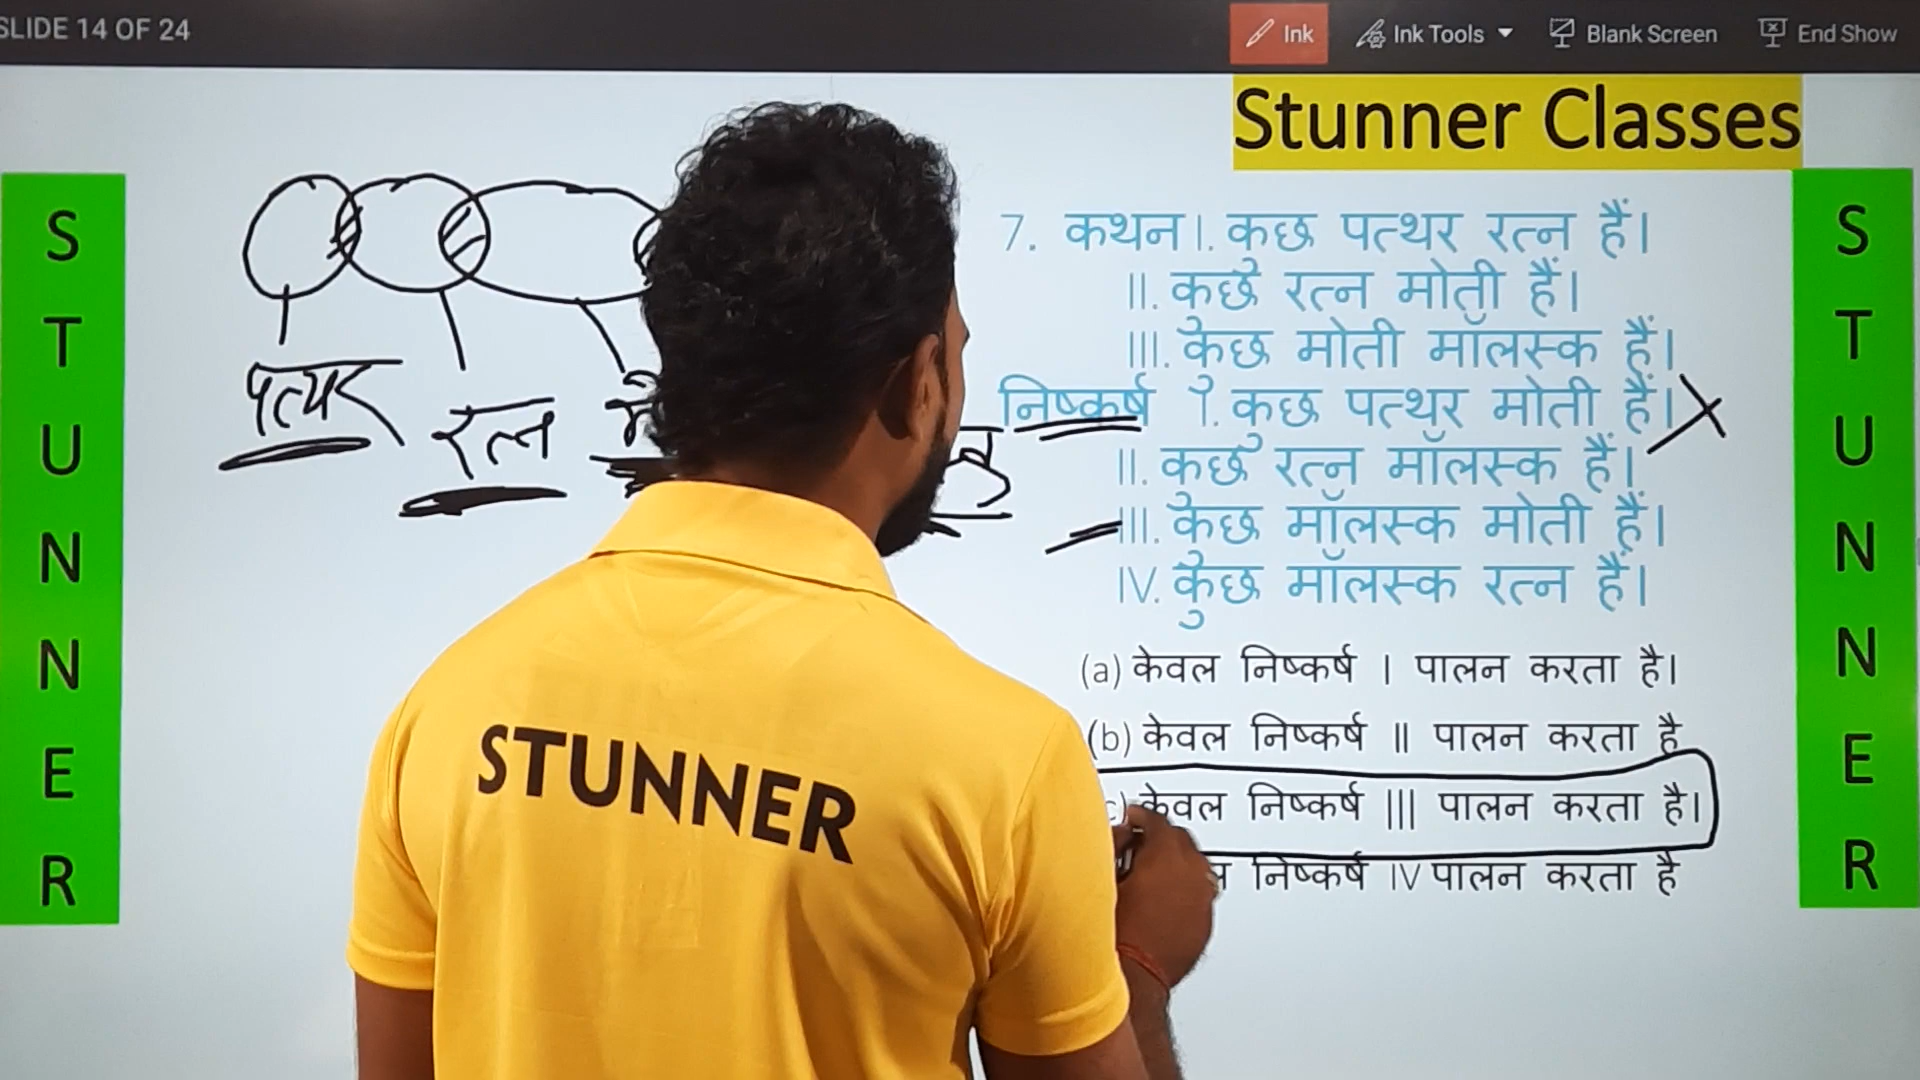 SLIDE 14 OF 24
Ink
Ink Tools
Blank Screen
End Show
Stunner Classes
S
T
U
N
N
E
R
पत्थर
रत्न
7. कथन I. कुछ पत्थर रत्न हैं।
II. कुछ रत्न मोती हैं।
III. कुछ मोती मॉलस्क हैं।
निष्कर्ष I. कुछ पत्थर मोती हैं।
II. कुछ रत्न मॉलस्क हैं।
III. कुछ मॉलस्क मोती हैं।
IV. कुछ मॉलस्क रत्न हैं।
(a) केवल निष्कर्ष I पालन करता है।
(b) केवल निष्कर्ष II पालन करता है
c) केवल निष्कर्ष III पालन करता है।
निष्कर्ष IV पालन करता है
STUNNER
S
T
U
N
N
E
R